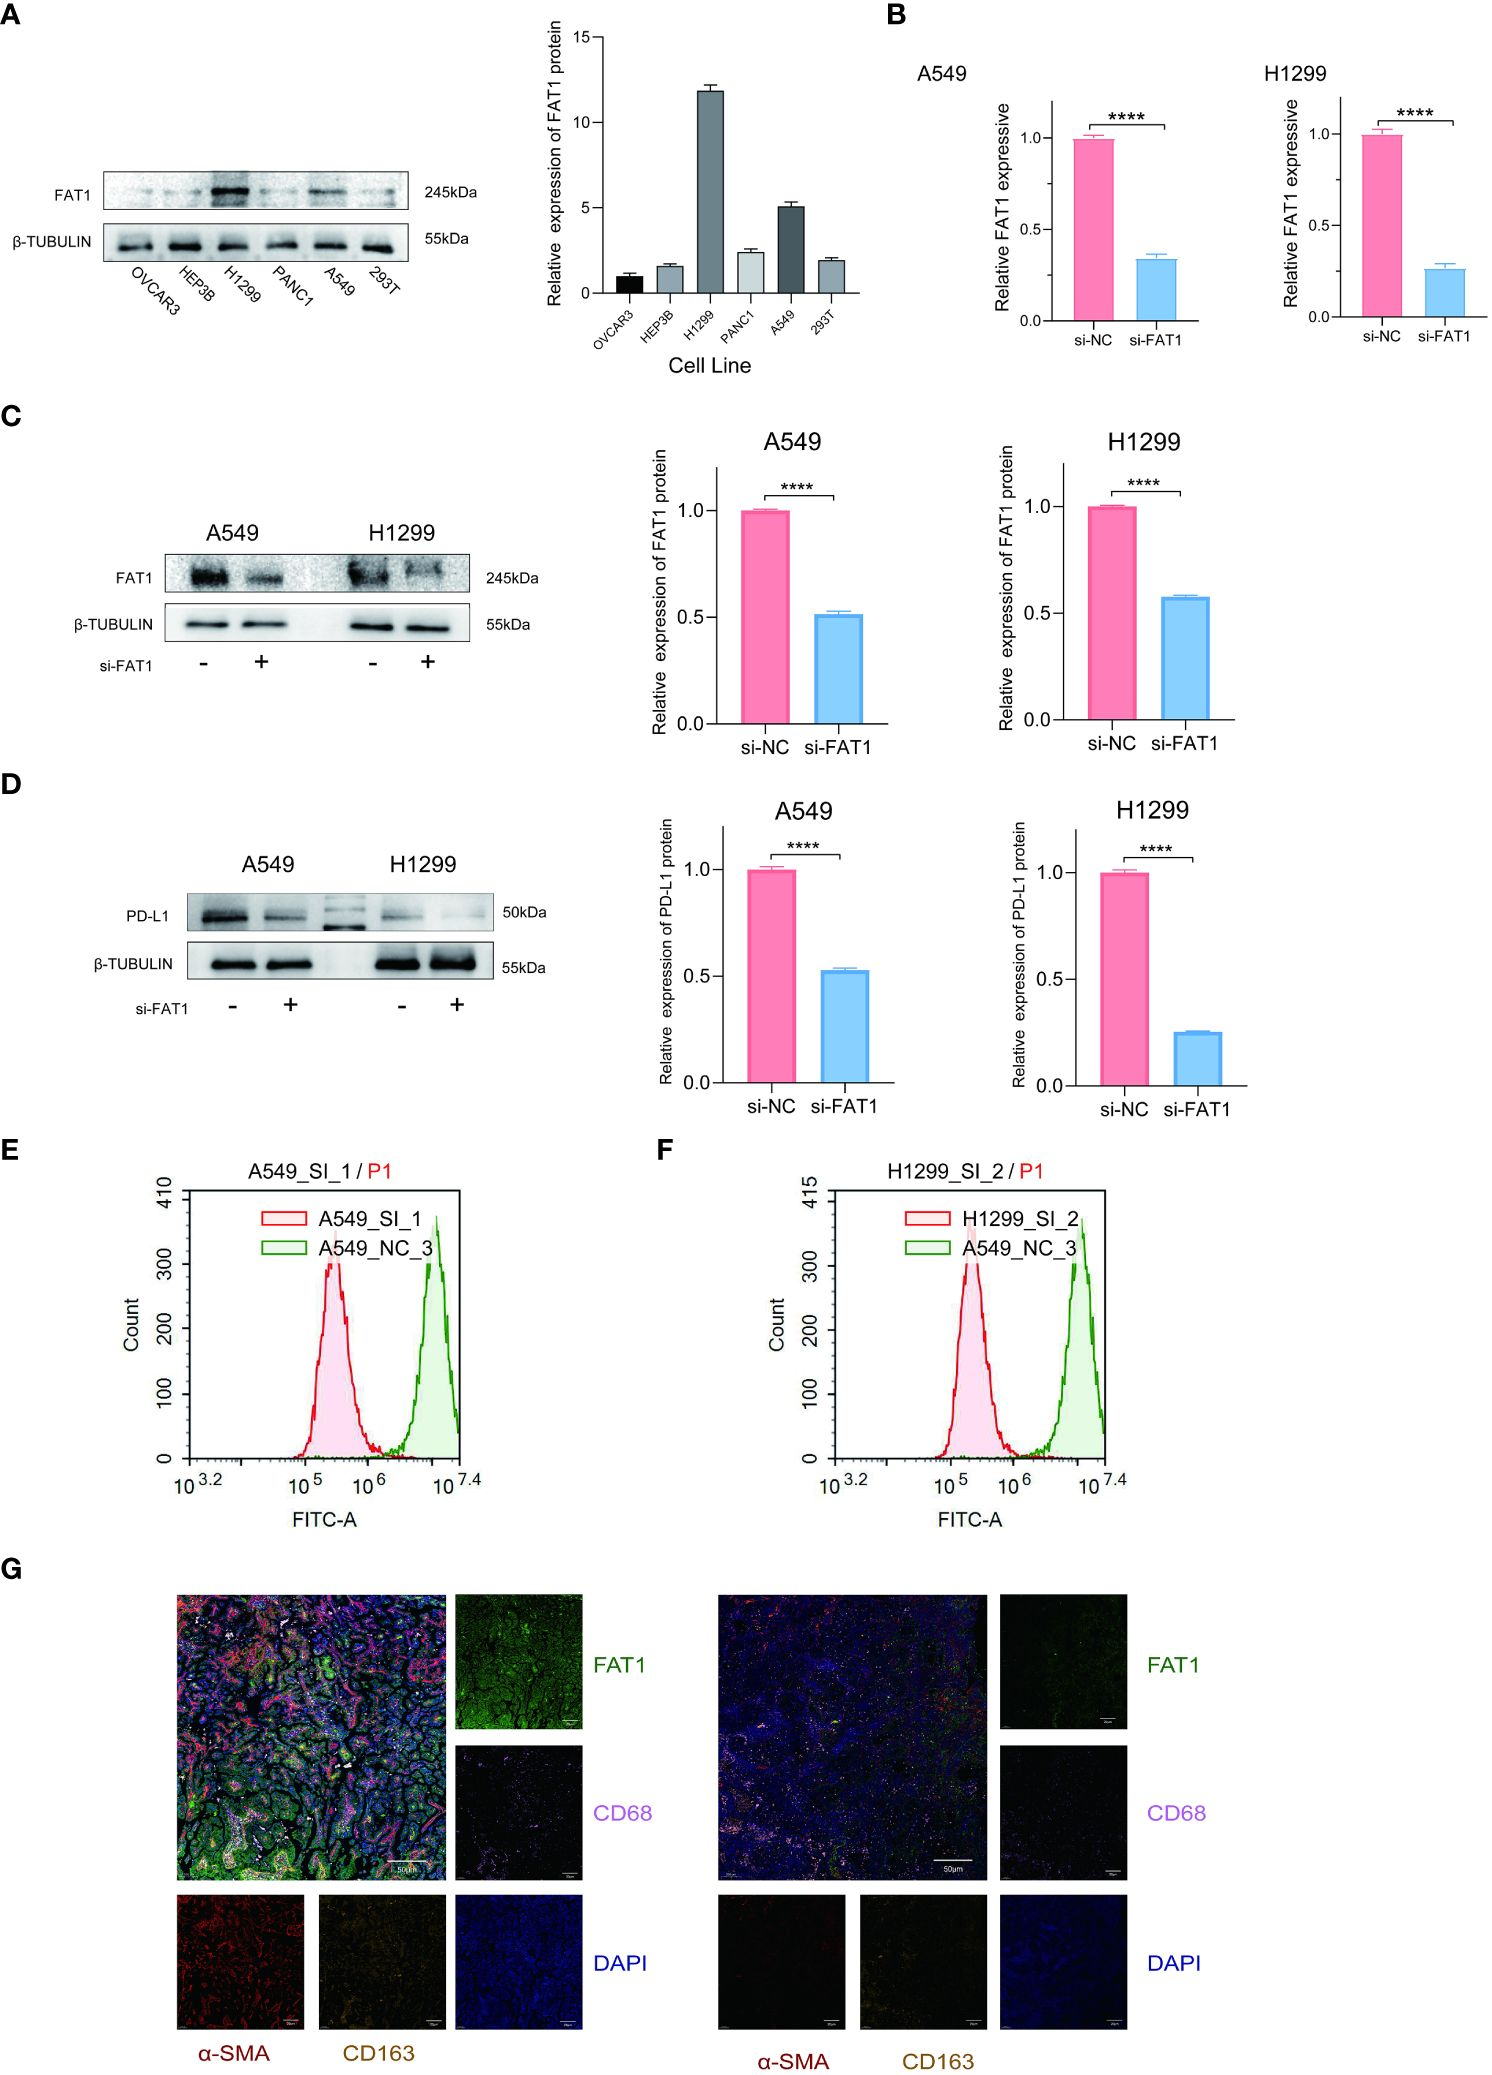 A
FAT1
245kDa
β-TUBULIN
55kDa
OVCAR3
HEP3B
H1299
PANC1
A549
293T
Relative expression of FAT1 protein
15
10
5
0
OVCAR3
HEP3B
H1299
PANC1
A549
293T
Cell Line
B
A549
Relative FAT1 expressive
1.0
0.5
0.0
****
si-NC si-FAT1
H1299
Relative FAT1 expressive
1.0
0.5
0.0
****
si-NC si-FAT1
C
A549 H1299
FAT1
245kDa
β-TUBULIN
55kDa
si-FAT1 - + - +
A549
Relative expression of FAT1 protein
1.0
0.5
0.0
****
si-NC si-FAT1
H1299
Relative expression of FAT1 protein
1.0
0.5
0.0
****
si-NC si-FAT1
D
A549 H1299
PD-L1
50kDa
β-TUBULIN
55kDa
si-FAT1 - + - +
A549
Relative expression of PD-L1 protein
1.0
0.5
0.0
****
si-NC si-FAT1
H1299
Relative expression of PD-L1 protein
1.0
0.5
0.0
****
si-NC si-FAT1
E
A549_SI_1 / P1
A549_SI_1
A549_NC_3
Count
410
300
200
100
0
10 3.2 10 5 10 6 10 7.4
FITC-A
F
H1299_SI_2 / P1
H1299_SI_2
A549_NC_3
Count
415
300
200
100
0
10 3.2 10 5 10 6 10 7.4
FITC-A
G
FAT1
CD68
50μm
DAPI
α-SMA CD163
FAT1
CD68
50μm
DAPI
α-SMA CD163